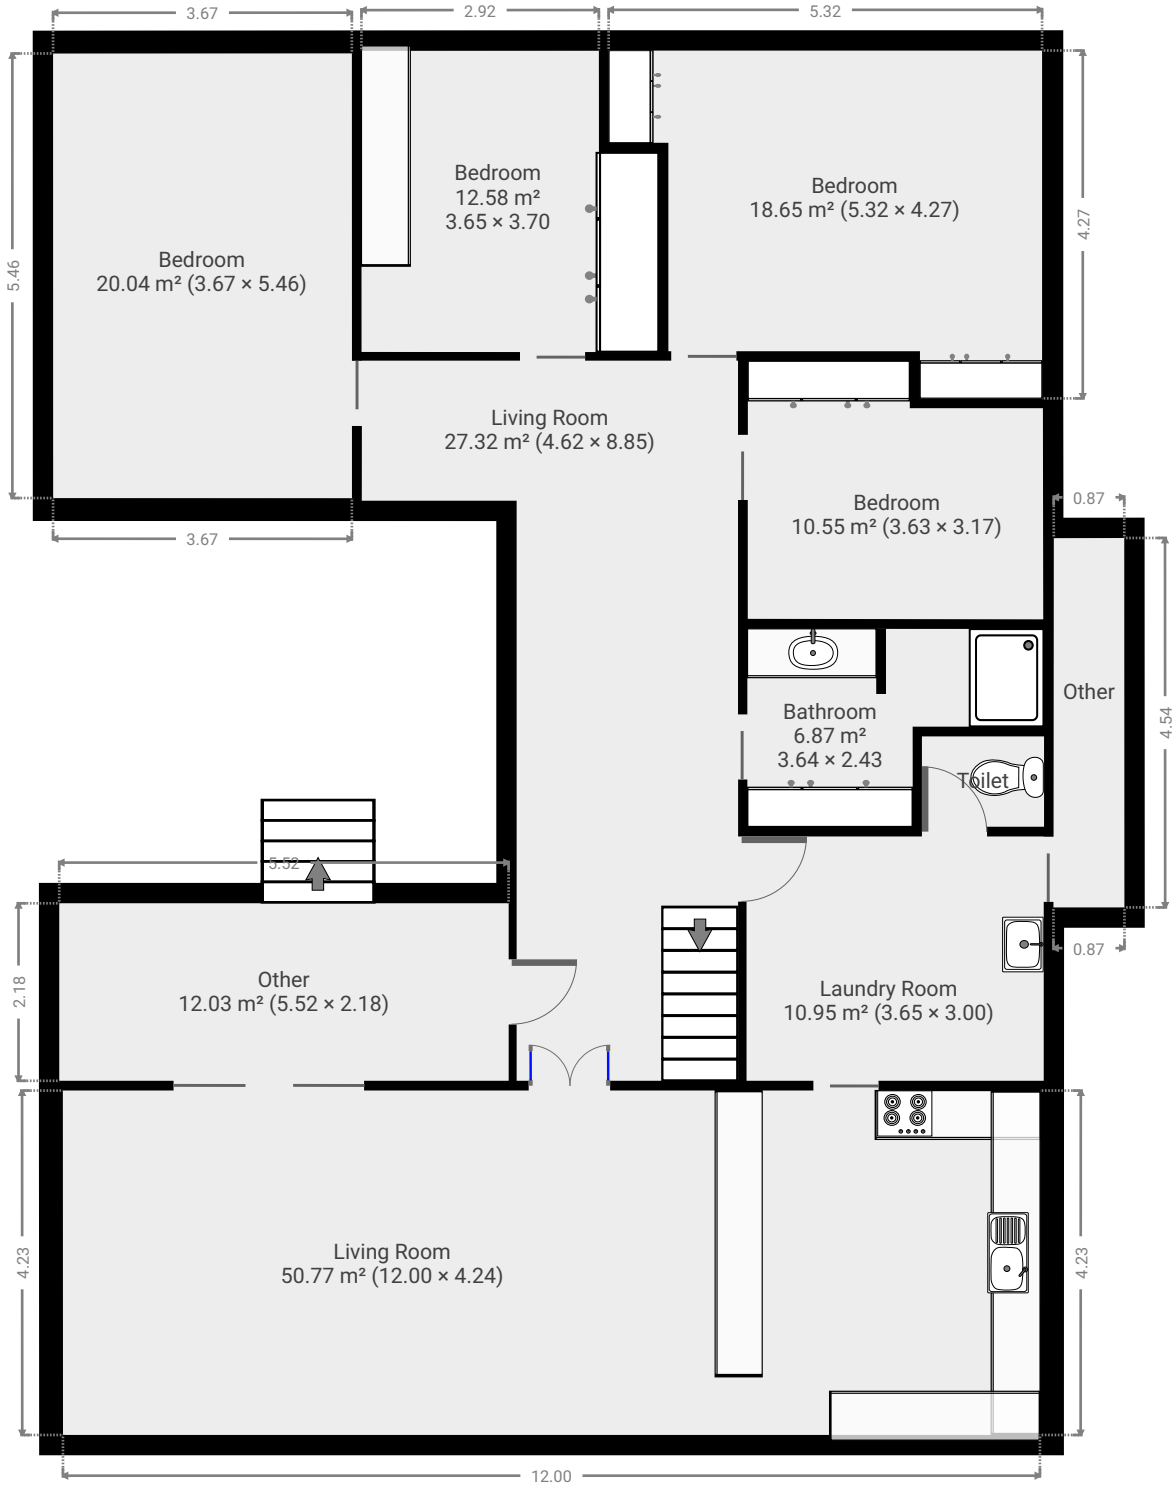 3.67
2.92
5.32
5.46
4.27
Bedroom
20.04 m² (3.67 × 5.46)
Bedroom
12.58 m²
3.65 × 3.70
Bedroom
18.65 m² (5.32 × 4.27)
Living Room
27.32 m² (4.62 × 8.85)
Bedroom
10.55 m² (3.63 × 3.17)
0.87
3.67
Other
4.54
Bathroom
6.87 m²
3.64 × 2.43
Toilet
5.52
0.87
2.18
Other
12.03 m² (5.52 × 2.18)
Laundry Room
10.95 m² (3.65 × 3.00)
4.23
Living Room
50.77 m² (12.00 × 4.24)
4.23
12.00